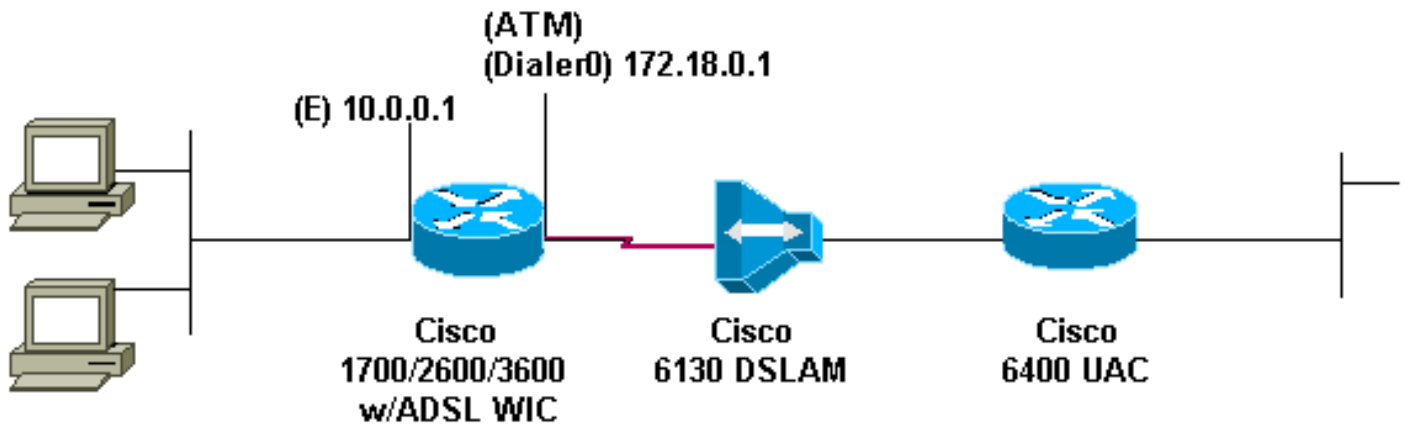 (ATM)
(Dialer0) 172.18.0.1
(E) 10.0.0.1
Cisco
1700/2600/3600
w/ADSL WIC
Cisco
6130 DSLAM
Cisco
6400 UAC